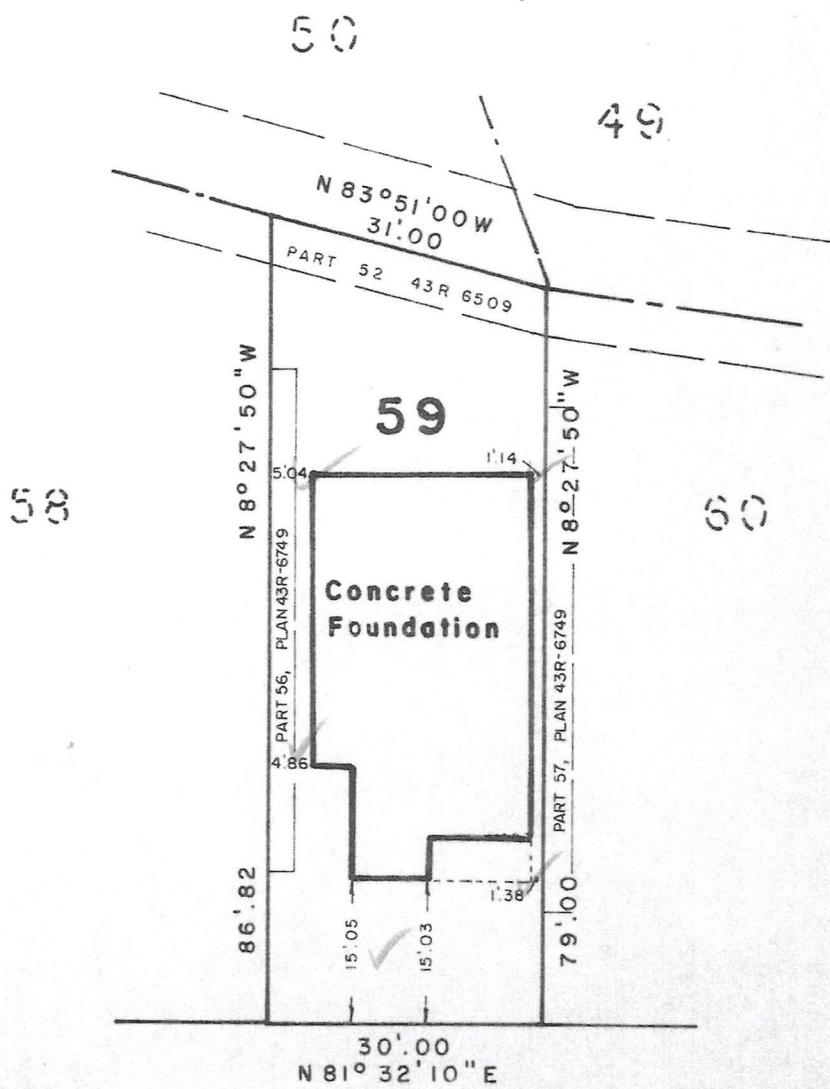 50
49
N 83°51'00W
31'.00
PART 52 43R 6509
N 8°27'50"W
59
N 8°27'50"W
5'.04
1'.14
58
60
Concrete
Foundation
PART 56, PLAN 43R-6749
PART 57, PLAN 43R-6749
4'.86
1'.38
86'.82
15'.05
15'.03
79'.00
30'.00
N 81° 32'10"E